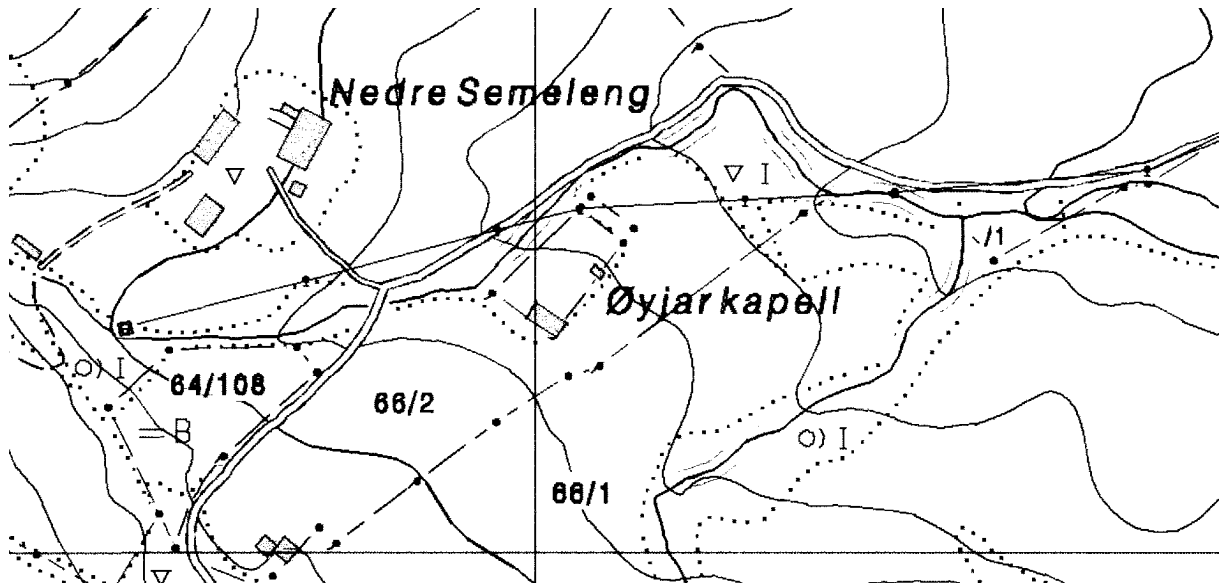 Nedre Semeleng
I
/1
Øyjarkapell
I
64/108
66/2
B
I
66/1